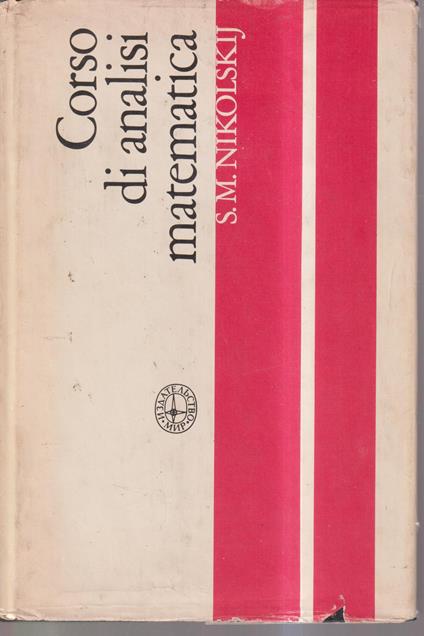 Corso
di analisi
matematica
S. M. NIKOLSKIJ
ИЗДАТЕЛЬСТВО
•МИР•